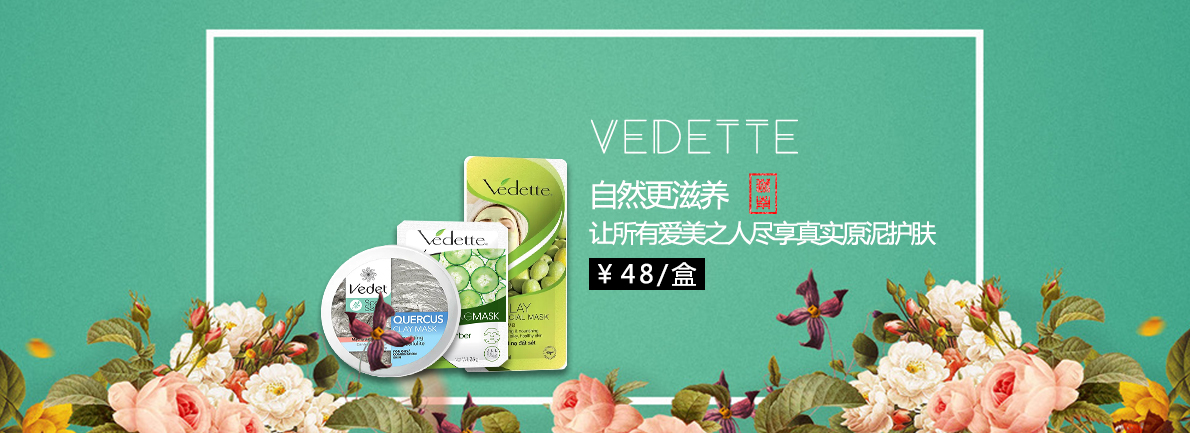 VEDETTE
自然更滋养
让所有爱美之人尽享真实原泥护肤
￥48/盒
Vedette
Vedette
Vedet
QUERCUS
CLAY MASK
MASK
LAY
IAL MASK